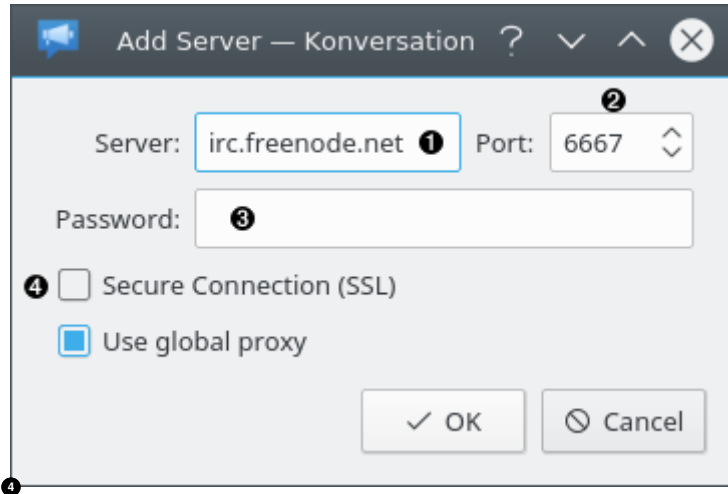 Add Server — Konversation ?
❷
Server: irc.freenode.net ❶ Port: 6667
Password: ❸
❹ Secure Connection (SSL)
Use global proxy
OK Cancel
❹